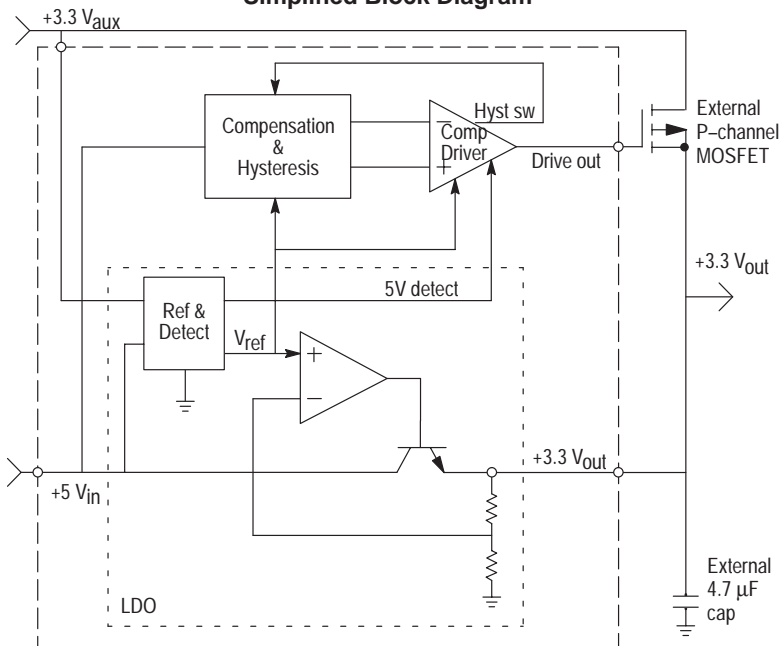 Simplified Block Diagram
+3.3 Vaux
Compensation
&
Hysteresis
Hyst sw
−
Comp
Driver
+
Drive out
External
P–channel
MOSFET
+3.3 Vout
5V detect
Ref &
Detect
Vref
+
−
+3.3 Vout
+5 Vin
LDO
External
4.7 μF
cap